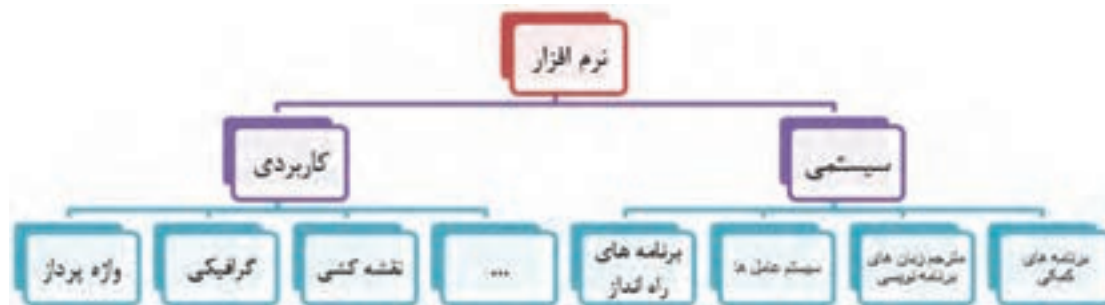 نرم افزار
سیستمی
کاربردی
برنامه های
کمکی
مترجم زبان های
برنامه نویسی
سیستم عامل ها
برنامه های
راه انداز
...
نقشه کشی
گرافیکی
واژه پرداز